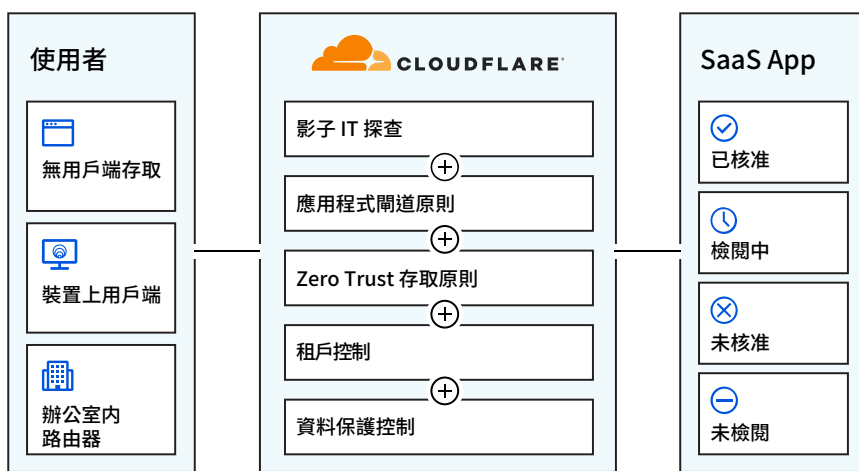 使用者
無用戶端存取
裝置上用戶端
辦公室內
路由器
CLOUDFLARE
影子 IT 探查
應用程式閘道原則
Zero Trust 存取原則
租戶控制
資料保護控制
SaaS App
已核准
檢閱中
未核准
未檢閱